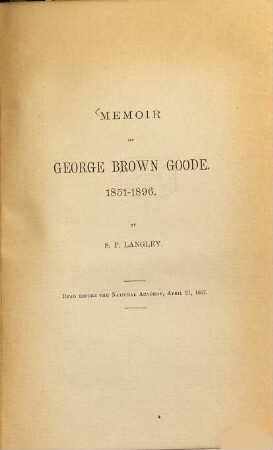 MEMOIR
OF
GEORGE BROWN GOODE.
1851-1896.
BY
S. P. LANGLEY.
READ BEFORE THE NATIONAL ACADEMY, APRIL 21, 1897.